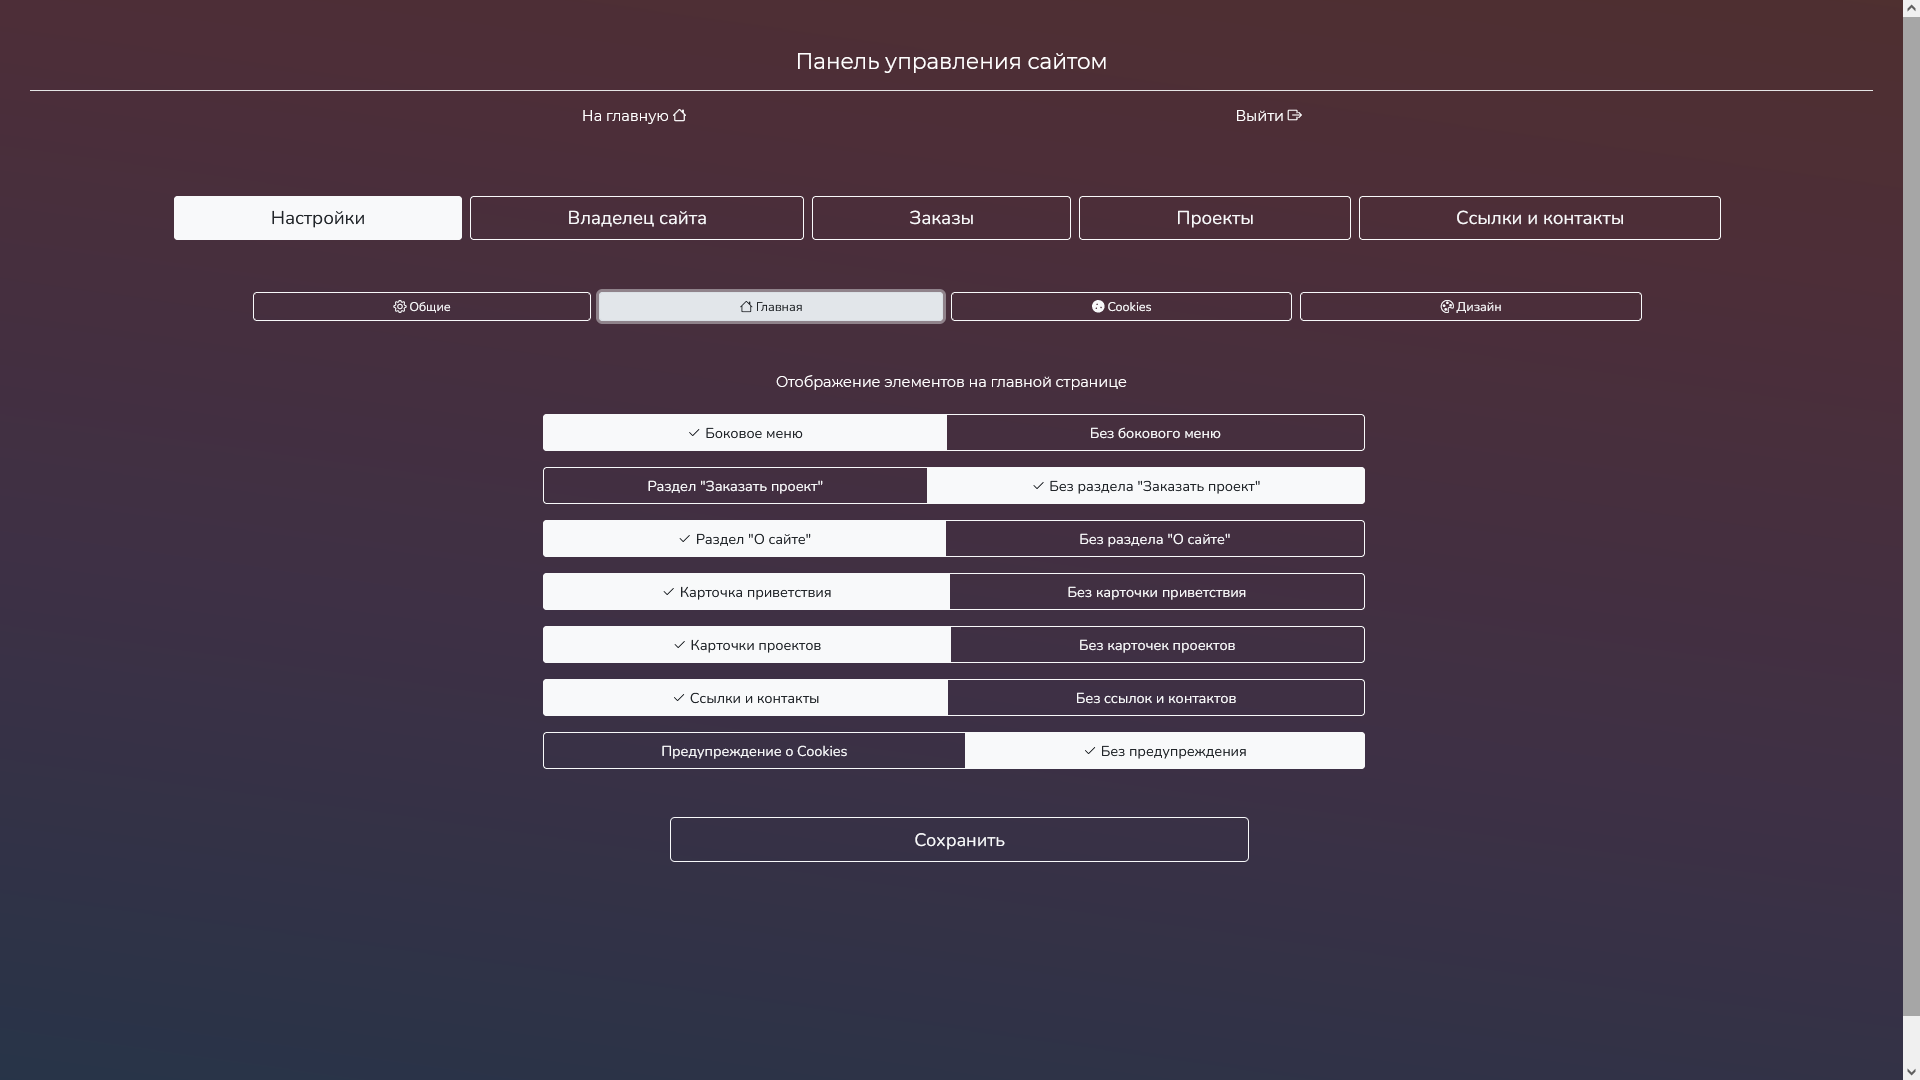 Панель управления сайтом
На главную
Выйти
Настройки
Владелец сайта
Заказы
Проекты
Ссылки и контакты
Общие
Главная
Cookies
Дизайн
Отображение элементов на главной странице
Боковое меню
Без бокового меню
Раздел "Заказать проект"
Без раздела "Заказать проект"
Раздел "О сайте"
Без раздела "О сайте"
Карточка приветствия
Без карточки приветствия
Карточки проектов
Без карточек проектов
Ссылки и контакты
Без ссылок и контактов
Предупреждение о Cookies
Без предупреждения
Сохранить